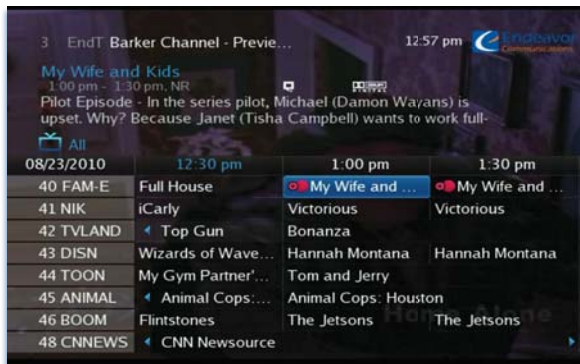 3 EndT Barker Channel - Previe... 12:57 pm Endeavor Communications
My Wife and Kids
1:00 pm - 1:30 pm, NR
Pilot Episode - In the series pilot, Michael (Damon Wayans) is
upset. Why? Because Janet (Tisha Campbell) wants to work full-
All
08/23/2010 12:30 pm 1:00 pm 1:30 pm
40 FAM-E Full House My Wife and ... My Wife and ...
41 NIK iCarly Victorious Victorious
42 TVLAND Top Gun Bonanza
43 DISN Wizards of Wave... Hannah Montana Hannah Montana
44 TOON My Gym Partner'... Tom and Jerry
45 ANIMAL Animal Cops:... Animal Cops: Houston
46 BOOM Flintstones The Jetsons The Jetsons
Home Alone
48 CNNEWS CNN Newsource